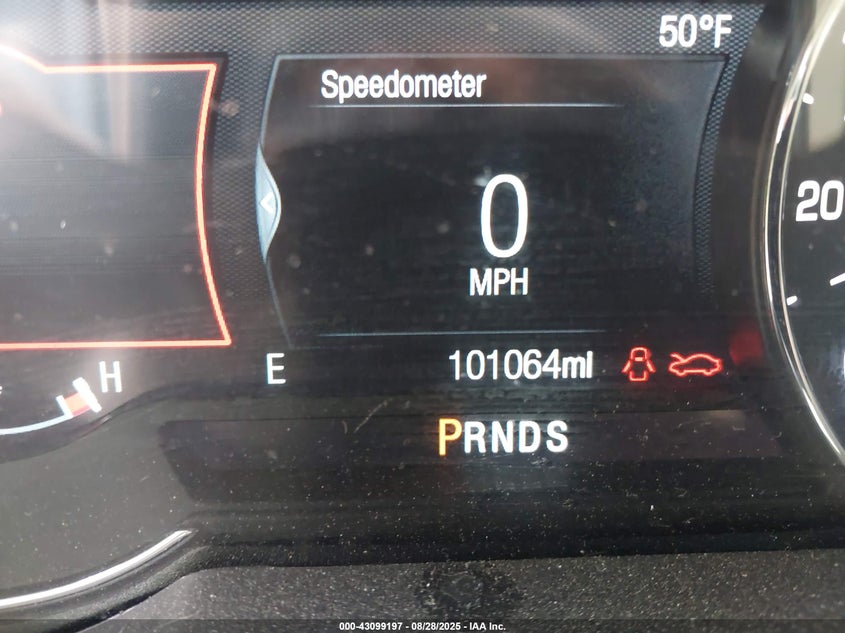 50°F
Speedometer
0
20
MPH
H
E
101064mi
PRNDS
000-43099197 - 08/28/2025 - IAA Inc.